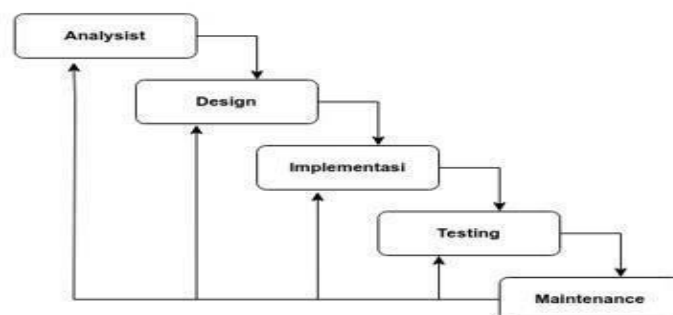 Analysist
Design
Implementasi
Testing
Maintenance